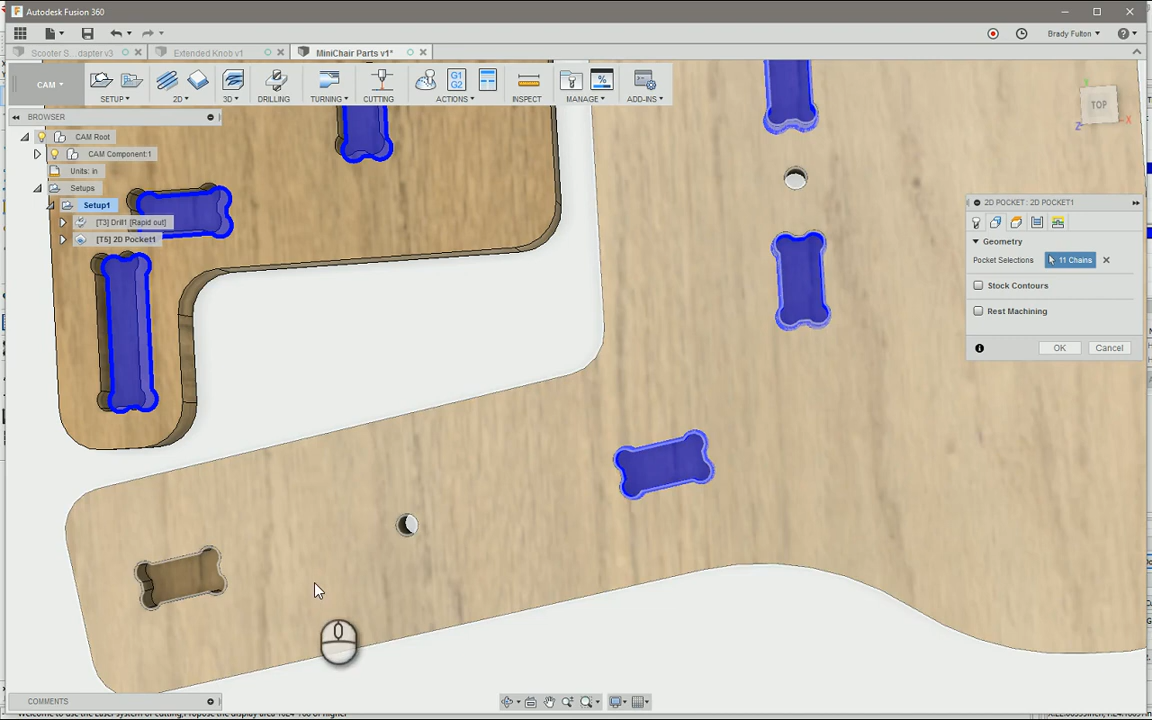 Autodesk Fusion 360
Brady Fulton
Scooter S...dapter v3
Extended Knob v1
MiniChair Parts v1*
CAM
SETUP
2D
3D
DRILLING
TURNING
CUTTING
G1
G2
ACTIONS
INSPECT
MANAGE
ADD-INS
TOP
Z
X
BROWSER
CAM Root
CAM Component:1
Units: in
Setups
Setup1
[T3] Drill1 [Rapid out]
[T5] 2D Pocket1
2D POCKET : 2D POCKET1
Geometry
Pocket Selections
11 Chains
Stock Contours
Rest Machining
OK
Cancel
COMMENTS